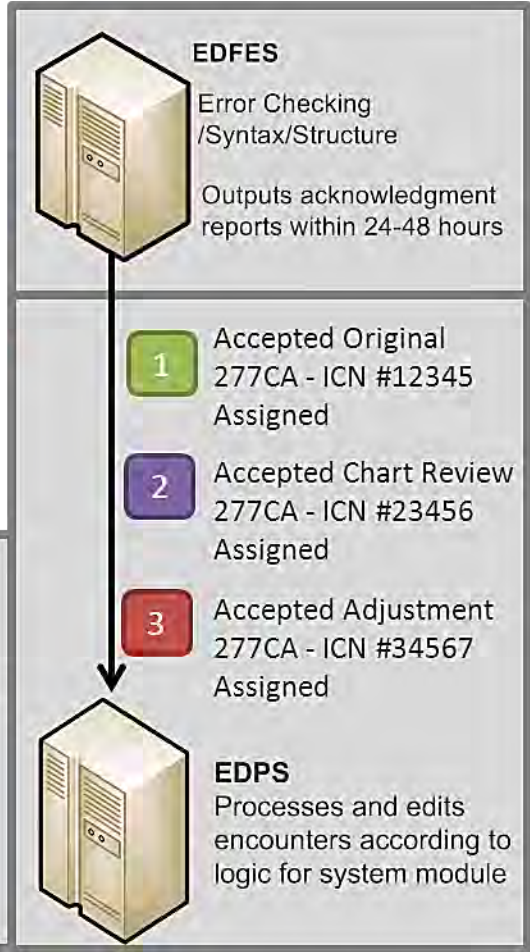 EDFES
Error Checking
/Syntax/Structure
Outputs acknowledgment
reports within 24-48 hours
1
Accepted Original
277CA - ICN #12345
Assigned
2
Accepted Chart Review
277CA - ICN #23456
Assigned
3
Accepted Adjustment
277CA - ICN #34567
Assigned
EDPS
Processes and edits
encounters according to
logic for system module